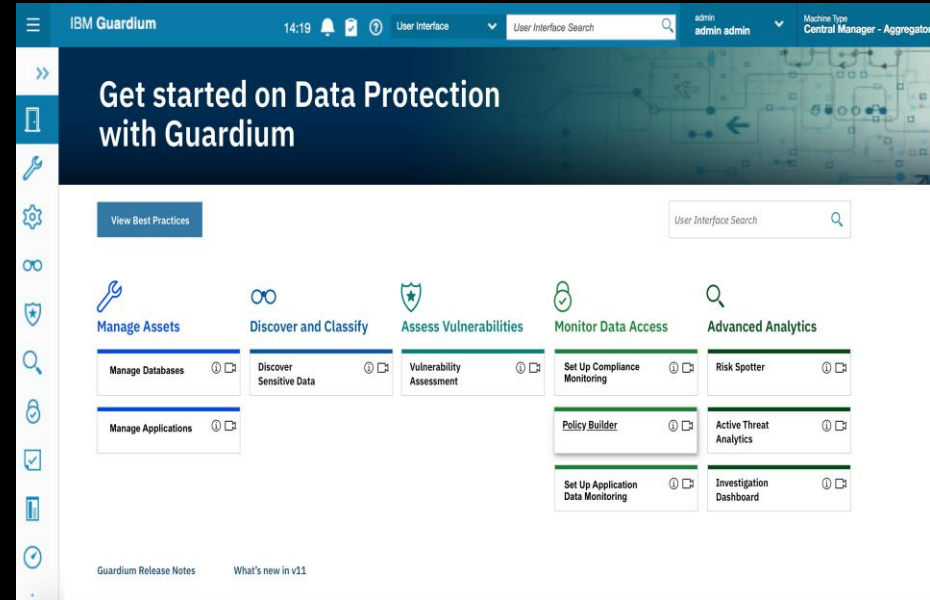 IBM Guardium
14:19
User Interface
User Interface Search
admin
admin admin
Machine Type
Central Manager - Aggregator
Get started on Data Protection
with Guardium
View Best Practices
User Interface Search
Manage Assets
Discover and Classify
Assess Vulnerabilities
Monitor Data Access
Advanced Analytics
Manage Databases
Discover
Sensitive Data
Vulnerability
Assessment
Set Up Compliance
Monitoring
Risk Spotter
Manage Applications
Policy Builder
Active Threat
Analytics
Set Up Application
Data Monitoring
Investigation
Dashboard
Guardium Release Notes
What's new in v11